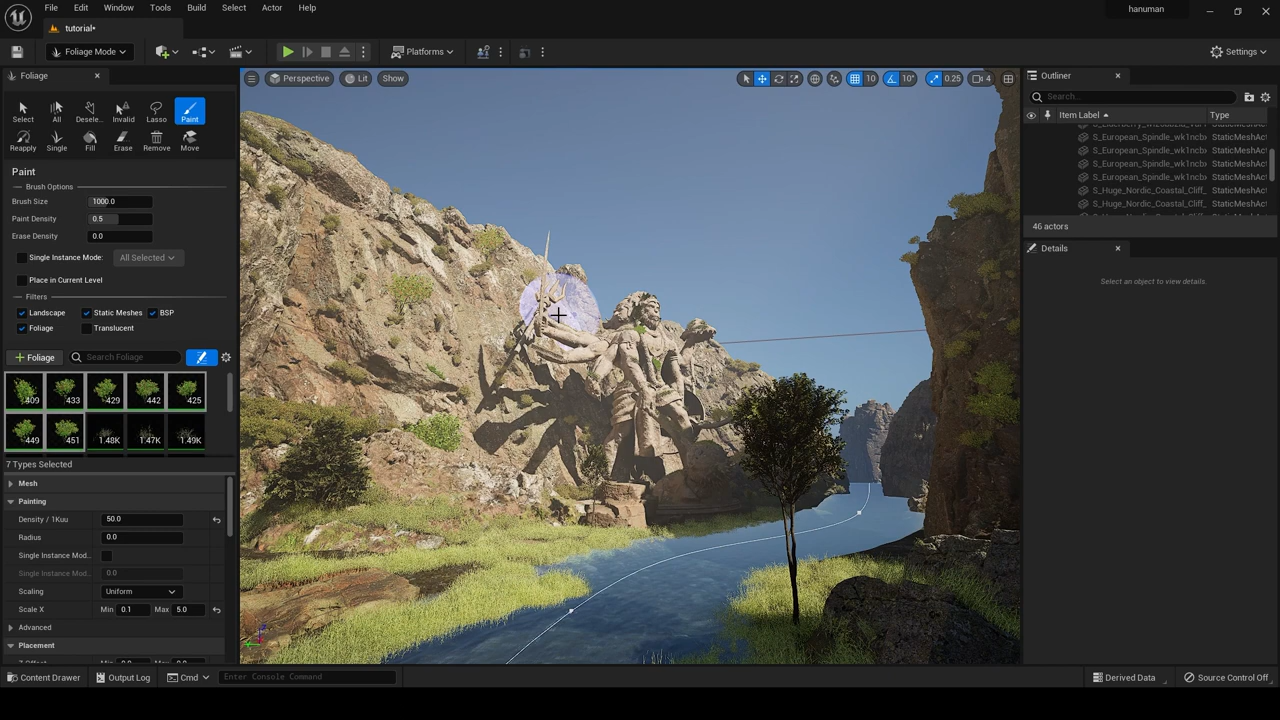 File Edit Window Tools Build Select Actor Help
hanuman
tutorial*
Foliage Mode
Platforms
Settings
Foliage
Perspective
Lit
Show
10
10°
0.25
4
Outliner
Search...
Select All Desele... Invalid Lasso Paint
Item Label
Type
Reapply Single Fill Erase Remove Move
S_European_Spindle_wk1ncb StaticMeshAct
S_European_Spindle_wk1ncb StaticMeshAct
S_European_Spindle_wk1ncb StaticMeshAct
S_European_Spindle_wk1ncb StaticMeshAct
S_Huge_Nordic_Coastal_Cliff_ StaticMeshAct
S_Huge_Nordic_Coastal_Cliff_ StaticMeshAct
46 actors
Details
Select an object to view details.
Paint
Brush Options
Brush Size 1000.0
Paint Density 0.5
Erase Density 0.0
Single Instance Mode: All Selected
Place in Current Level
Filters
Landscape Static Meshes BSP
Foliage Translucent
+ Foliage
Search Foliage
409 433 429 442 425
449 451 1.48K 1.47K 1.49K
7 Types Selected
Mesh
Painting
Density / 1Kuu 50.0
Radius 0.0
Single Instance Mod..
Single Instance Mod.. 0.0
Scaling Uniform
Scale X Min 0.1 Max 5.0
Advanced
Placement
Content Drawer
Output Log
Cmd
Enter Console Command
Derived Data
Source Control Off